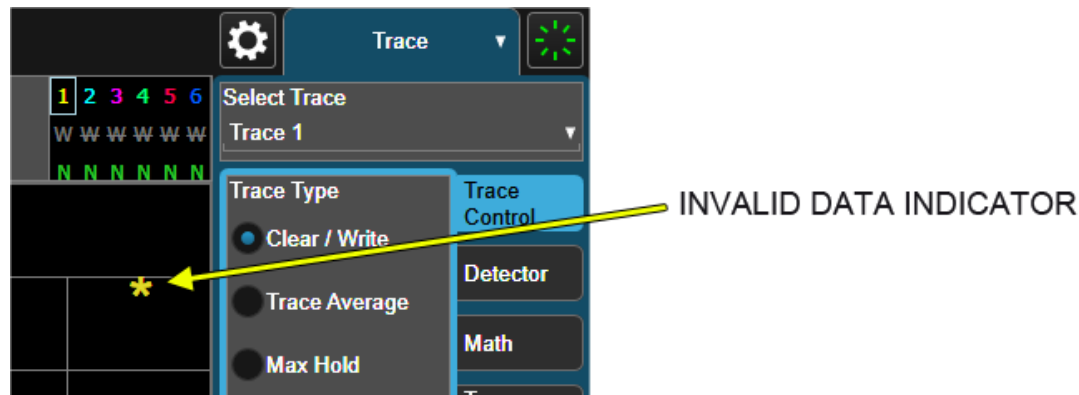 Trace
1 2 3 4 5 6
Select Trace
W W W W W W
Trace 1
N N N N N N
Trace Type
Trace
Control
INVALID DATA INDICATOR
Clear / Write
*
Detector
Trace Average
Math
Max Hold